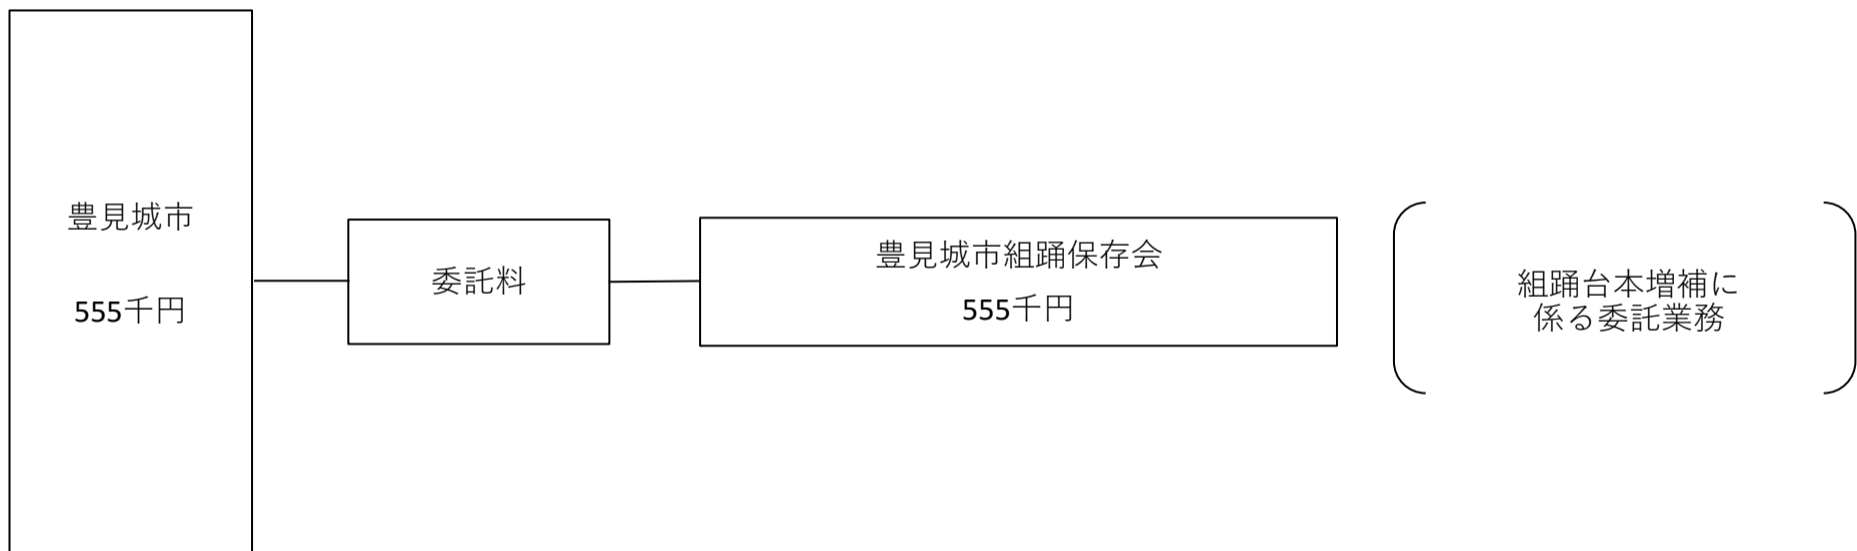 豊見城市
555千円
委託料
豊見城市組踊保存会
555千円
組踊台本増補に
係る委託業務